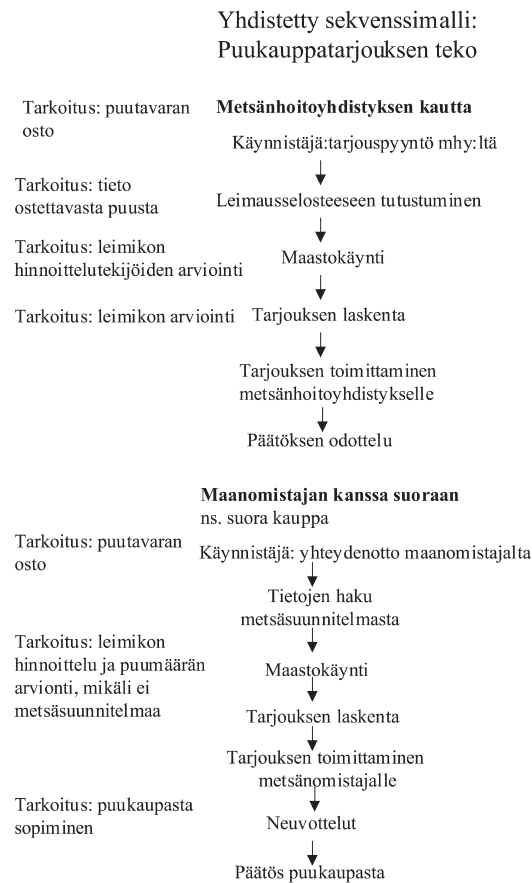 Yhdistetty sekvenssimalli:
Puukauppatarjouksen teko
Tarkoitus: puutavaran
osto
Metsänhoitoyhdistyksen kautta
Käynnistäjä:tarjouspyyntö mhy:ltä
Tarkoitus: tieto
ostettavasta puusta
Leimausselosteeseen tutustuminen
Tarkoitus: leimikon
hinnoittelutekijöiden arviointi
Maastokäynti
Tarkoitus: leimikon arviointi
Tarjouksen laskenta
Tarjouksen toimittaminen
metsänhoitoyhdistykselle
Päätöksen odottelu
Maanomistajan kanssa suoraan
ns. suora kauppa
Tarkoitus: puutavaran
osto
Käynnistäjä: yhteydenotto maanomistajalta
Tietojen haku
metsäsuunnitelmasta
Tarkoitus: leimikon
hinnoittelu ja puumäärän
arvionti, mikäli ei
metsäsuunnitelmaa
Maastokäynti
Tarjouksen laskenta
Tarjouksen toimittaminen
metsänomistajalle
Tarkoitus: puukaupasta
sopiminen
Neuvottelut
Päätös puukaupasta